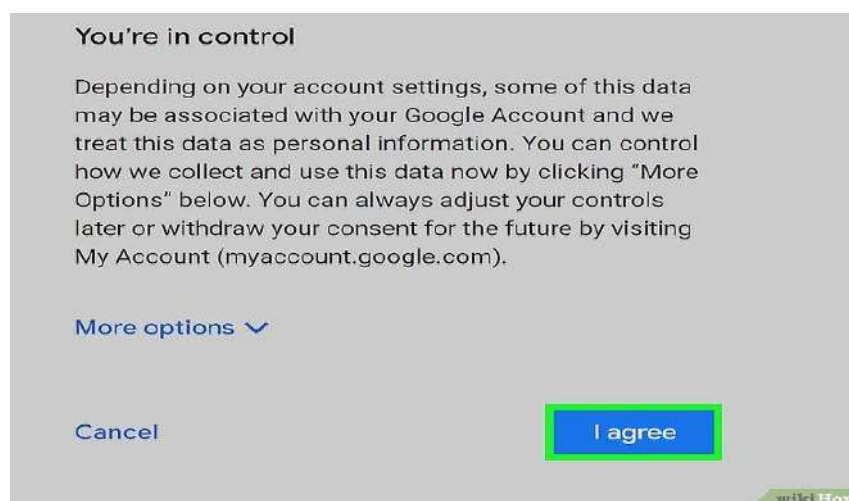 You're in control
Depending on your account settings, some of this data
may be associated with your Google Account and we
treat this data as personal information. You can control
how we collect and use this data now by clicking “More
Options” below. You can always adjust your controls
later or withdraw your consent for the future by visiting
My Account (myaccount.google.com).
More options
Cancel
I agree